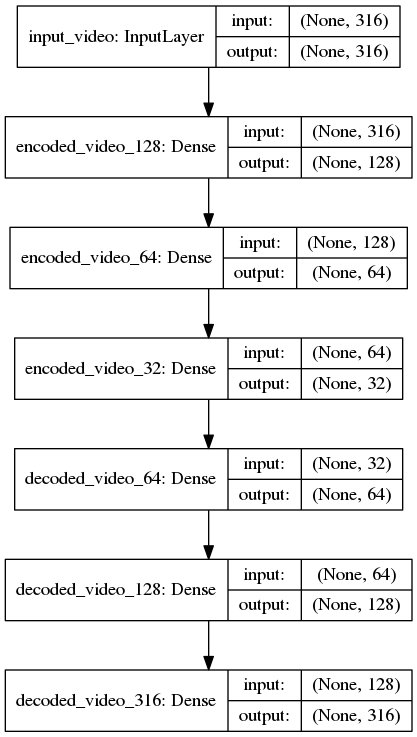 input_video: InputLayer
input: (None, 316)
output: (None, 316)
encoded_video_128: Dense
input: (None, 316)
output: (None, 128)
encoded_video_64: Dense
input: (None, 128)
output: (None, 64)
encoded_video_32: Dense
input: (None, 64)
output: (None, 32)
decoded_video_64: Dense
input: (None, 32)
output: (None, 64)
decoded_video_128: Dense
input: (None, 64)
output: (None, 128)
decoded_video_316: Dense
input: (None, 128)
output: (None, 316)